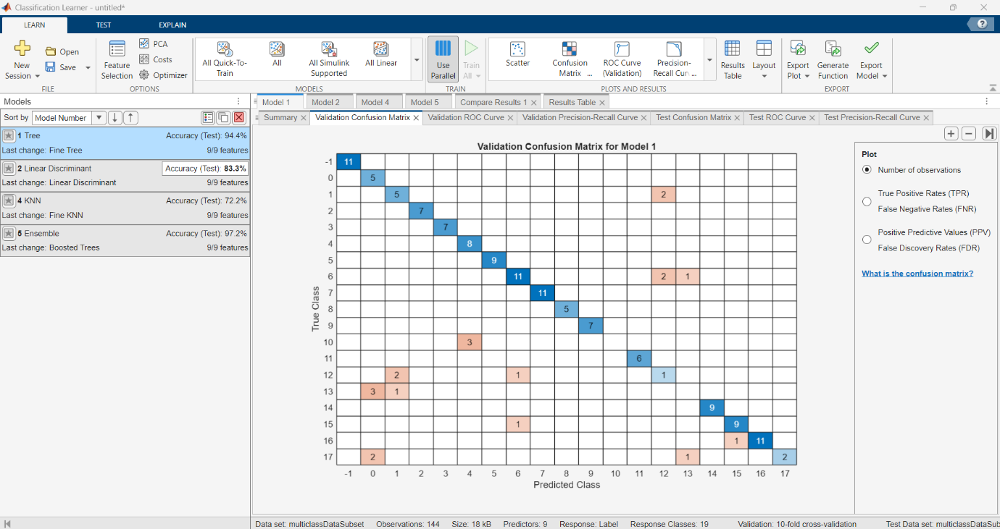 Classification Learner - untitled*
LEARN TEST EXPLAIN
?
New Session
Open
Save
FILE
Feature Selection
PCA
Costs
Optimizer
OPTIONS
All Quick-To-Train
All
All Simulink Supported
All Linear
MODELS
Use Parallel
Train All
TRAIN
Scatter
Confusion Matrix ...
ROC Curve (Validation)
Precision-Recall Cur...
PLOTS AND RESULTS
Results Table
Layout
Export Plot
Generate Function
Export Model
EXPORT
Models
Sort by Model Number
1 Tree Accuracy (Test): 94.4%
Last change: Fine Tree 9/9 features
2 Linear Discriminant Accuracy (Test): 83.3%
Last change: Linear Discriminant 9/9 features
4 KNN Accuracy (Test): 72.2%
Last change: Fine KNN 9/9 features
5 Ensemble Accuracy (Test): 97.2%
Last change: Boosted Trees 9/9 features
Model 1 Model 2 Model 4 Model 5 Compare Results 1 Results Table
Summary Validation Confusion Matrix Validation ROC Curve Validation Precision-Recall Curve Test Confusion Matrix Test ROC Curve Test Precision-Recall Curve
Validation Confusion Matrix for Model 1
True Class
-1 11
0 5
1 5 2
2 7
3 7
4 8
5 9
6 11 2 1
7 11
8 5
9 7
10 3
11 6
12 2 1 1
13 3 1
14 9
15 1 9
16 1 11
17 2 1 2
-1 0 1 2 3 4 5 6 7 8 9 10 11 12 13 14 15 16 17
Predicted Class
Plot
Number of observations
True Positive Rates (TPR)
False Negative Rates (FNR)
Positive Predictive Values (PPV)
False Discovery Rates (FDR)
What is the confusion matrix?
Data set: multiclassDataSubset Observations: 144 Size: 18 kB Predictors: 9 Response: Label Response Classes: 19 Validation: 10-fold cross-validation Test Data set: multiclassDataSub